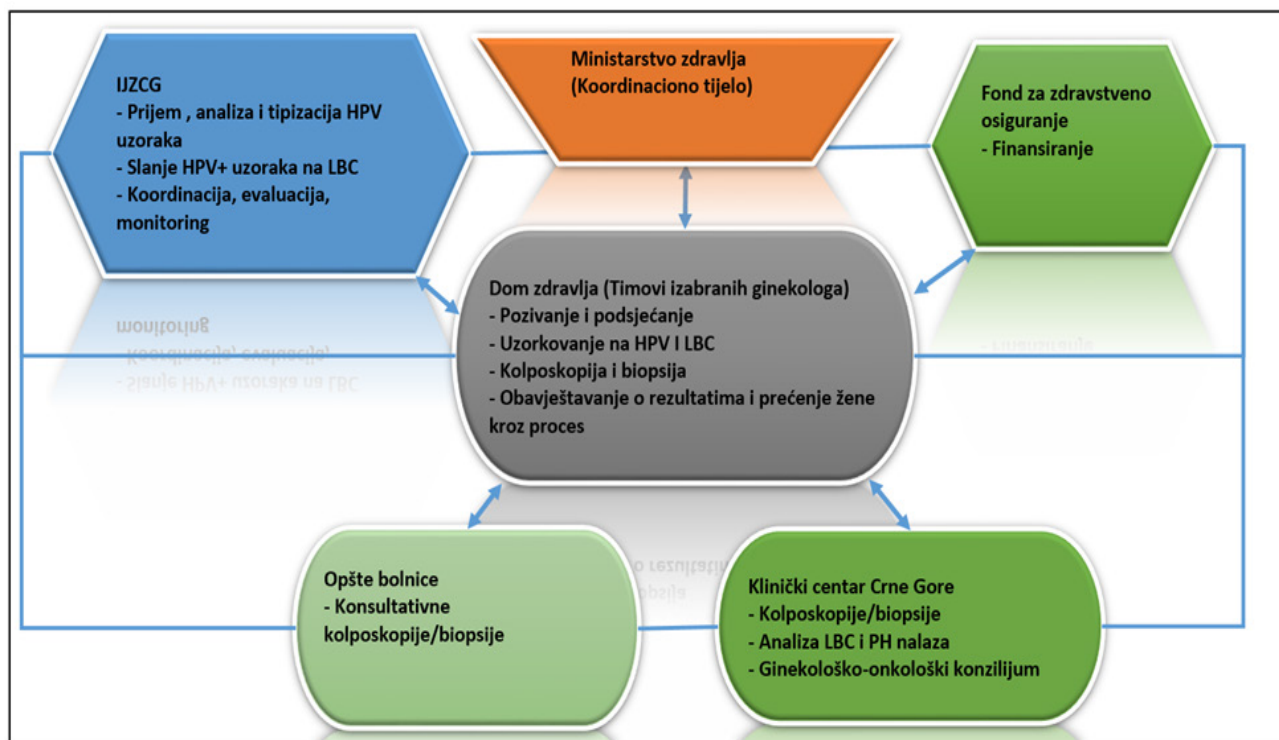 IJZCG
- Prijem , analiza i tipizacija HPV
uzoraka
- Slanje HPV+ uzoraka na LBC
- Koordinacija, evaluacija,
monitoring
Ministarstvo zdravlja
(Koordinaciono tijelo)
Fond za zdravstveno
osiguranje
- Finansiranje
Dom zdravlja (Timovi izabranih ginekologa)
- Pozivanje i podsjećanje
- Uzorkovanje na HPV I LBC
- Kolposkopija i biopsija
- Obavještavanje o rezultatima i prećenje žene
kroz proces
Opšte bolnice
- Konsultativne
kolposkopije/biopsije
Klinički centar Crne Gore
- Kolposkopije/biopsije
- Analiza LBC i PH nalaza
- Ginekološko-onkološki konzilijum